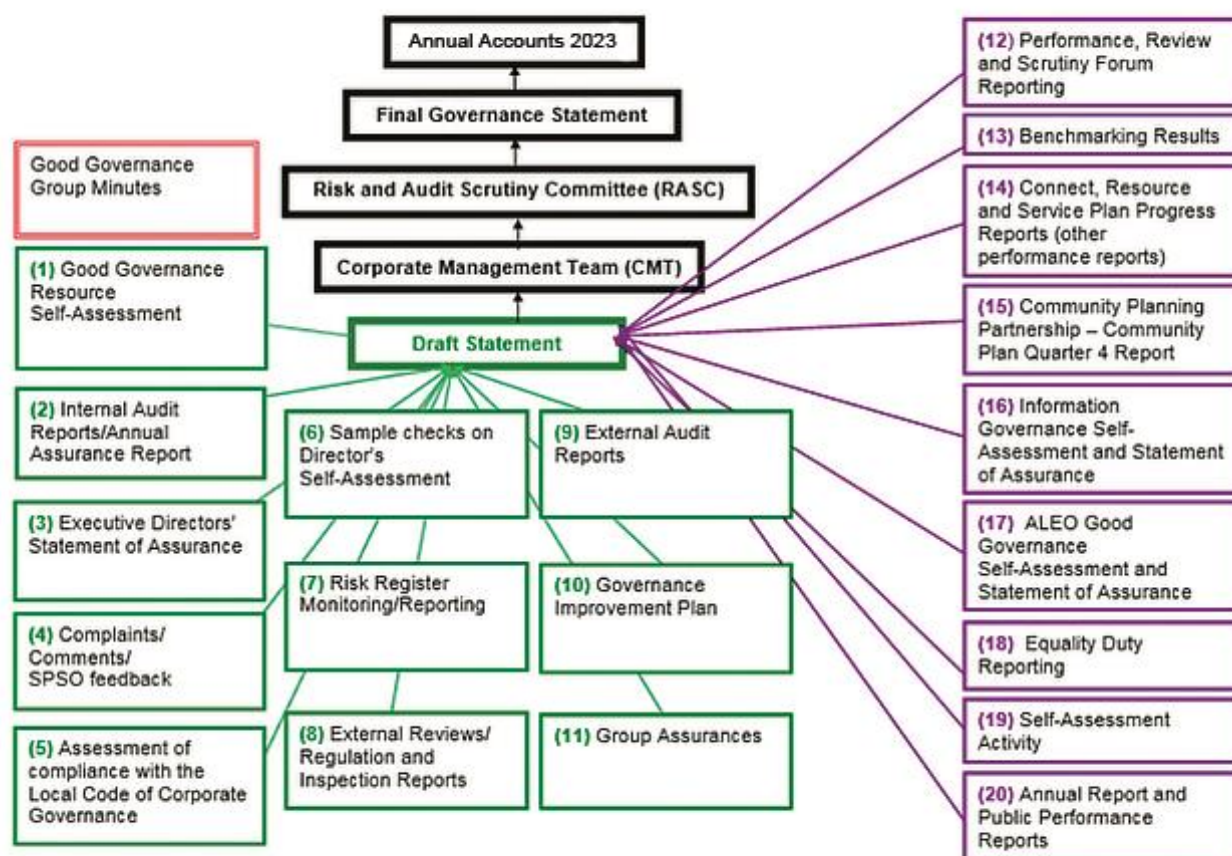 Annual Accounts 2023
Final Governance Statement
Risk and Audit Scrutiny Committee (RASC)
Corporate Management Team (CMT)
Draft Statement
Good Governance
Group Minutes
(1) Good Governance
Resource
Self-Assessment
(2) Internal Audit
Reports/Annual
Assurance Report
(3) Executive Directors'
Statement of Assurance
(4) Complaints/
Comments/
SPSO feedback
(5) Assessment of
compliance with the
Local Code of Corporate
Governance
(6) Sample checks on
Director's
Self-Assessment
(7) Risk Register
Monitoring/Reporting
(8) External Reviews/
Regulation and
Inspection Reports
(9) External Audit
Reports
(10) Governance
Improvement Plan
(11) Group Assurances
(12) Performance, Review
and Scrutiny Forum
Reporting
(13) Benchmarking Results
(14) Connect, Resource
and Service Plan Progress
Reports (other
performance reports)
(15) Community Planning
Partnership – Community
Plan Quarter 4 Report
(16) Information
Governance Self-
Assessment and Statement
of Assurance
(17) ALEO Good
Governance
Self-Assessment and
Statement of Assurance
(18) Equality Duty
Reporting
(19) Self-Assessment
Activity
(20) Annual Report and
Public Performance
Reports